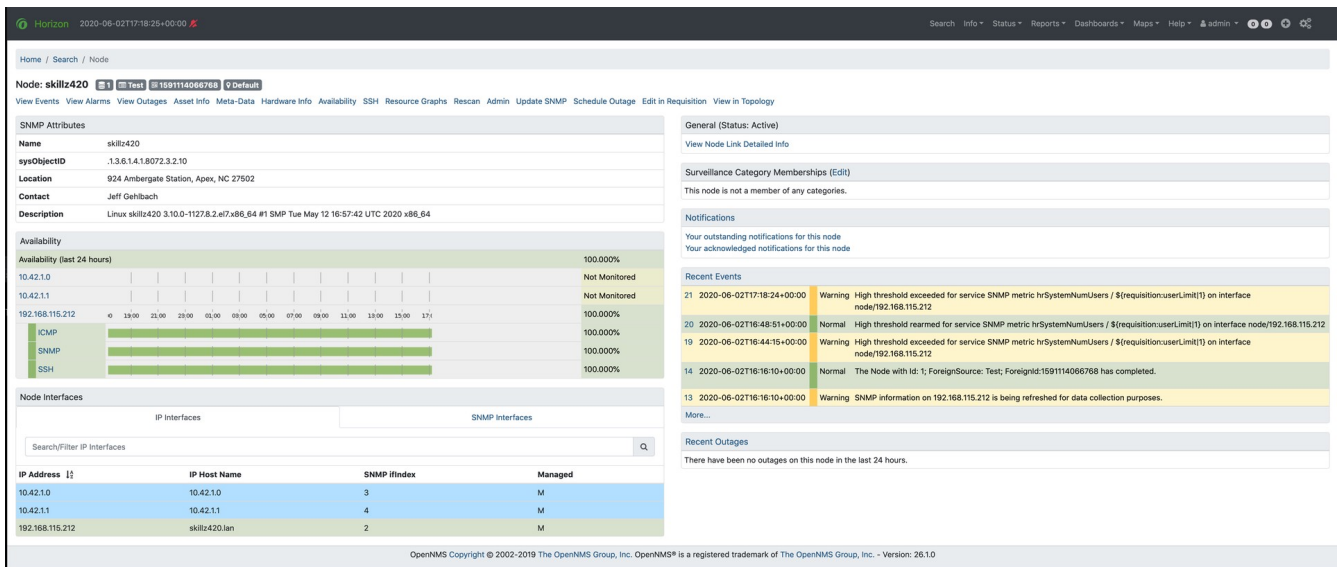 Horizon 2020-06-02T17:18:25+00:00
Search Info Status Reports Dashboards Maps Help admin 0 0
Home / Search / Node
Node: skillz420 1 Test 1591114066768 Default
View Events View Alarms View Outages Asset Info Meta-Data Hardware Info Availability SSH Resource Graphs Rescan Admin Update SNMP Schedule Outage Edit in Requisition View in Topology
SNMP Attributes
Name skillz420
sysObjectID .1.3.6.1.4.1.8072.3.2.10
Location 924 Ambergate Station, Apex, NC 27502
Contact Jeff Gehlbach
Description Linux skillz420 3.10.0-1127.8.2.el7.x86_64 #1 SMP Tue May 12 16:57:42 UTC 2020 x86_64
Availability
Availability (last 24 hours) 100.000%
10.42.1.0 Not Monitored
10.42.1.1 Not Monitored
192.168.115.212 19:00 21:00 23:00 01:00 03:00 05:00 07:00 09:00 11:00 13:00 15:00 100.000%
ICMP 100.000%
SNMP 100.000%
SSH 100.000%
Node Interfaces
IP Interfaces SNMP Interfaces
Search/Filter IP Interfaces
IP Address IP Host Name SNMP ifIndex Managed
10.42.1.0 10.42.1.0 3 M
10.42.1.1 10.42.1.1 4 M
192.168.115.212 skillz420.lan 2 M
General (Status: Active)
View Node Link Detailed Info
Surveillance Category Memberships (Edit)
This node is not a member of any categories.
Notifications
Your outstanding notifications for this node
Your acknowledged notifications for this node
Recent Events
21 2020-06-02T17:18:24+00:00 Warning High threshold exceeded for service SNMP metric hrSystemNumUsers / ${requisition:userLimit|1} on interface
node/192.168.115.212
20 2020-06-02T16:48:51+00:00 Normal High threshold rearmed for service SNMP metric hrSystemNumUsers / ${requisition:userLimit|1} on interface node/192.168.115.212
19 2020-06-02T16:44:15+00:00 Warning High threshold exceeded for service SNMP metric hrSystemNumUsers / ${requisition:userLimit|1} on interface
node/192.168.115.212
14 2020-06-02T16:16:10+00:00 Normal The Node with Id: 1; ForeignSource: Test; ForeignId:1591114066768 has completed.
13 2020-06-02T16:16:10+00:00 Warning SNMP information on 192.168.115.212 is being refreshed for data collection purposes.
More...
Recent Outages
There have been no outages on this node in the last 24 hours.
OpenNMS Copyright © 2002-2019 The OpenNMS Group, Inc. OpenNMS® is a registered trademark of The OpenNMS Group, Inc. - Version: 26.1.0